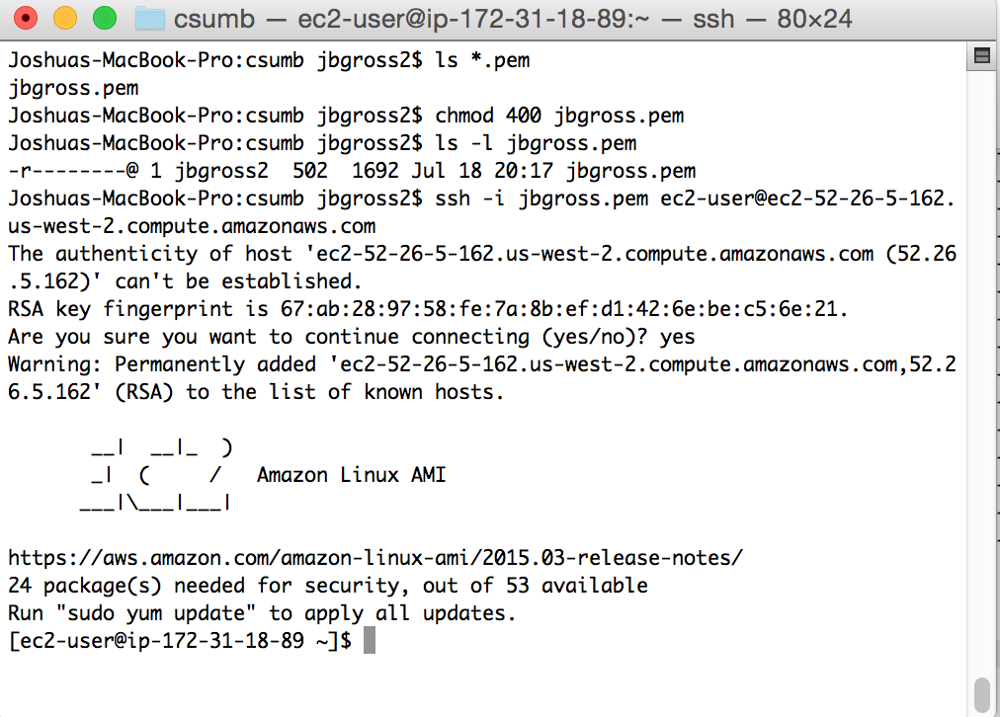 csumb — ec2-user@ip-172-31-18-89:~ — ssh — 80×24
Joshuas-MacBook-Pro:csumb jbgross2$ ls *.pem
jbgross.pem
Joshuas-MacBook-Pro:csumb jbgross2$ chmod 400 jbgross.pem
Joshuas-MacBook-Pro:csumb jbgross2$ ls -l jbgross.pem
-r--------@ 1 jbgross2  502  1692 Jul 18 20:17 jbgross.pem
Joshuas-MacBook-Pro:csumb jbgross2$ ssh -i jbgross.pem ec2-user@ec2-52-26-5-162.
us-west-2.compute.amazonaws.com
The authenticity of host 'ec2-52-26-5-162.us-west-2.compute.amazonaws.com (52.26
.5.162)' can't be established.
RSA key fingerprint is 67:ab:28:97:58:fe:7a:8b:ef:d1:42:6e:be:c5:6e:21.
Are you sure you want to continue connecting (yes/no)? yes
Warning: Permanently added 'ec2-52-26-5-162.us-west-2.compute.amazonaws.com,52.2
6.5.162' (RSA) to the list of known hosts.

       __|  __|_  )
       _|  (     /   Amazon Linux AMI
      ___|\___|___|

https://aws.amazon.com/amazon-linux-ami/2015.03-release-notes/
24 package(s) needed for security, out of 53 available
Run "sudo yum update" to apply all updates.
[ec2-user@ip-172-31-18-89 ~]$